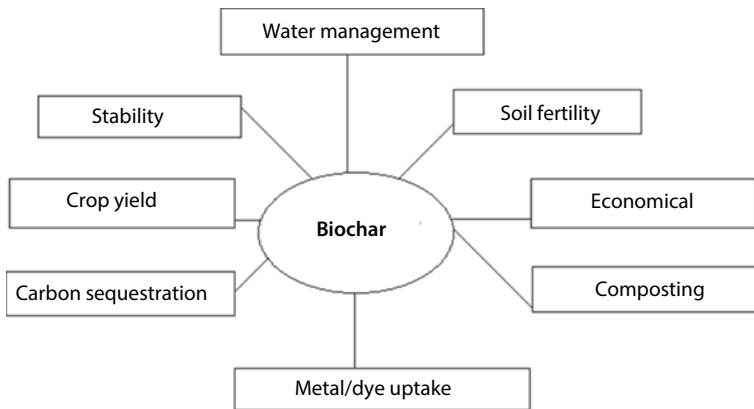 Water management
Stability
Soil fertility
Crop yield
Biochar
Economical
Carbon sequestration
Composting
Metal/dye uptake